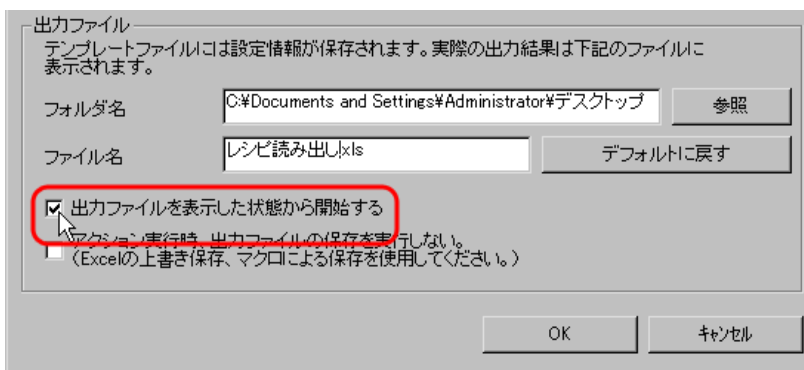 出力ファイル
テンプレートファイルには設定情報が保存されます。実際の出力結果は下記のファイルに
表示されます。
フォルダ名 C:¥Documents and Settings¥Administrator¥デスクトップ 参照
ファイル名 レシピ読み出し.xls デフォルトに戻す
出力ファイルを表示した状態から開始する
アクション実行時、出力ファイルの保存を実行しない。
(Excelの上書き保存、マクロによる保存を使用してください。)
OK キャンセル